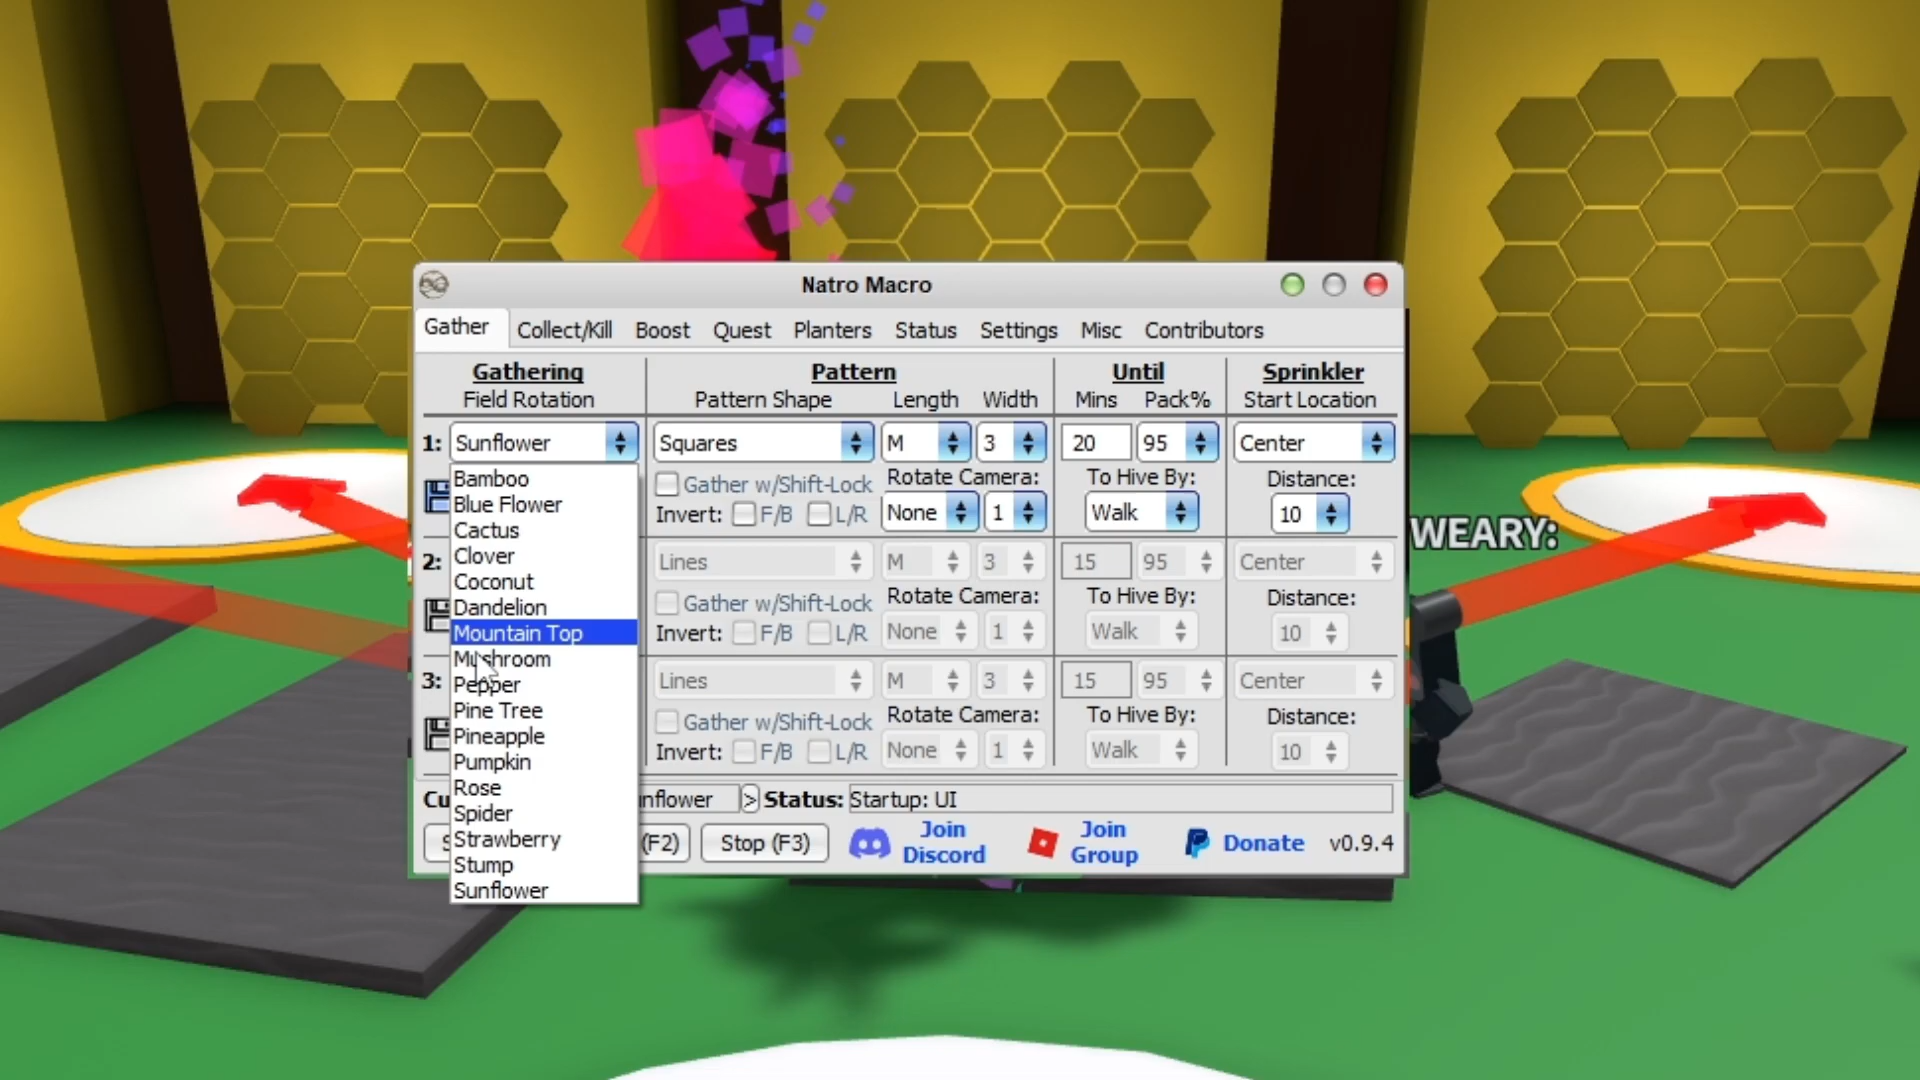 Natro Macro
Gather Collect/Kill Boost Quest Planters Status Settings Misc Contributors
Gathering Pattern Until Sprinkler
Field Rotation Pattern Shape Length Width Mins Pack% Start Location
1: Sunflower Squares M 3 20 95 Center
Bamboo
Blue Flower
Cactus
Clover
Coconut
Dandelion
Mountain Top
Mushroom
Pepper
Pine Tree
Pineapple
Pumpkin
Rose
Spider
Strawberry
Stump
Sunflower
Gather w/Shift-Lock Rotate Camera: To Hive By: Distance:
Invert: F/B L/R None 1 Walk 10
2: Lines M 3 15 95 Center
Gather w/Shift-Lock Rotate Camera: To Hive By: Distance:
Invert: F/B L/R None 1 Walk 10
3: Lines M 3 15 95 Center
Gather w/Shift-Lock Rotate Camera: To Hive By: Distance:
Invert: F/B L/R None 1 Walk 10
Cu nflower > Status: Startup: UI
(F2) Stop (F3) Join Discord Join Group Donate v0.9.4
WEARY: